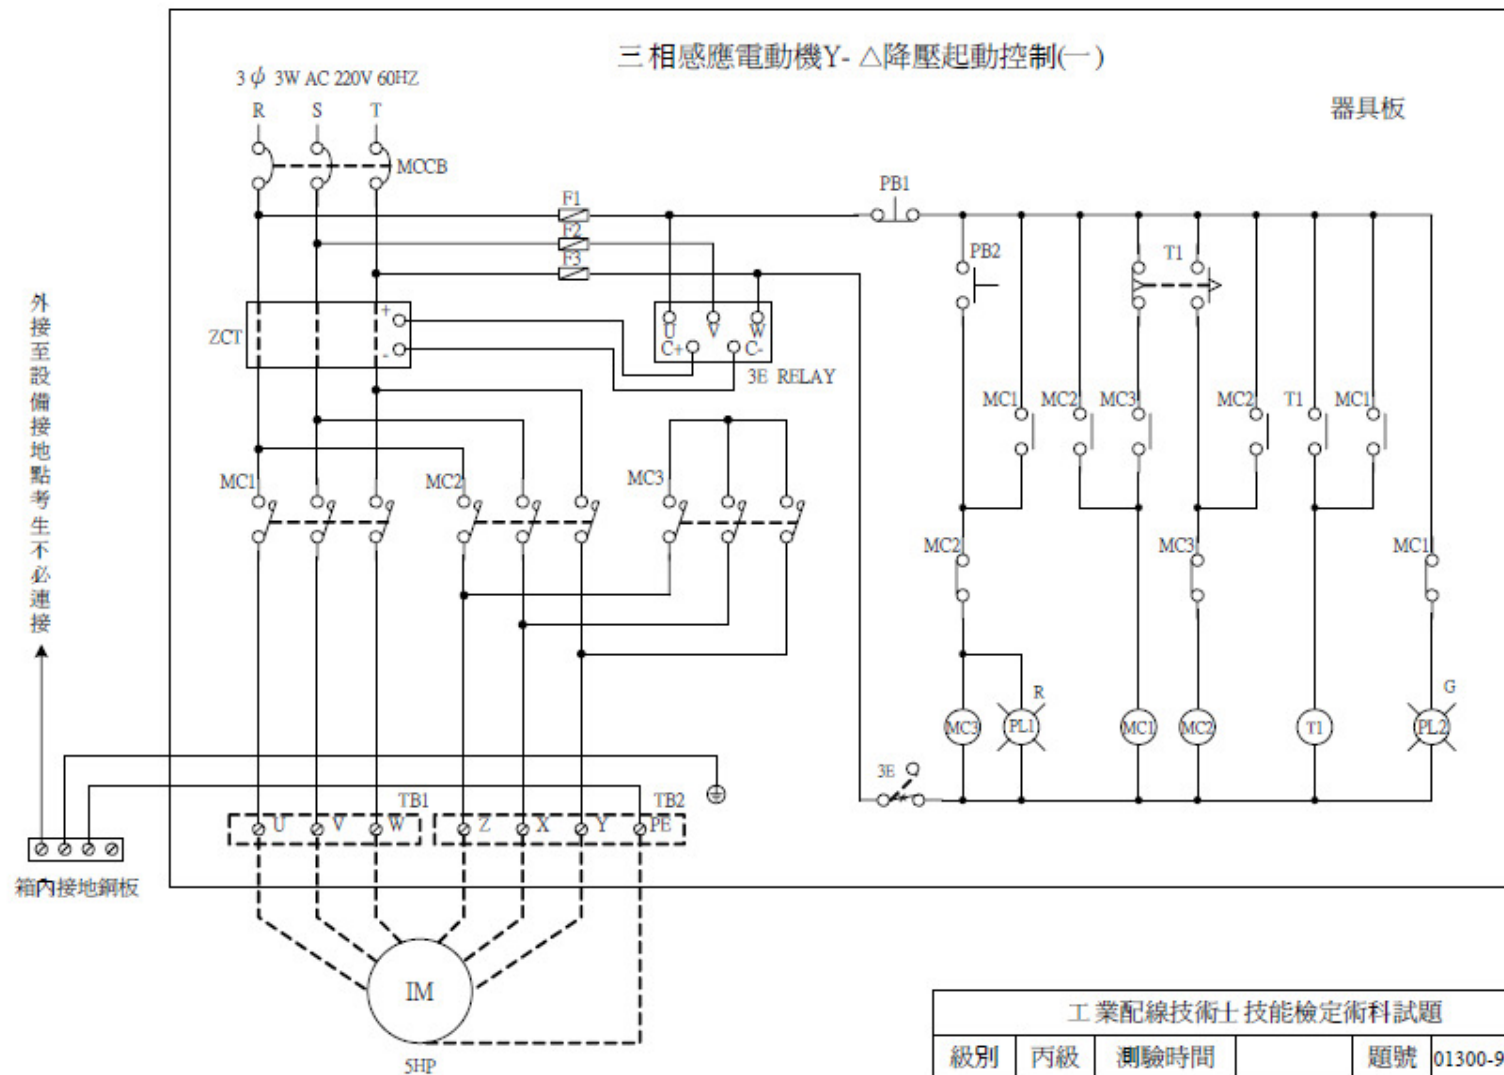 三相感應電動機Y-△降壓起動控制(一)
3ϕ 3W AC 220V 60HZ
器具板
R S T
MCCB
F1
F2
F3
PB1
PB2
T1
ZCT
+
-
U V W
C+ C-
3E RELAY
MC1 MC2 MC3 MC2 T1 MC1
MC1 MC2 MC3
MC2 MC3 MC1
R G
MC3 PL1 MC1 MC2 T1 PL2
3E
TB1 TB2
U V W Z X Y PE
外接至設備接地點考生不必連接
箱內接地銅板
IM
5HP
工業配線技術士技能檢定術科試題
級別 丙級 測驗時間 題號 01300-9